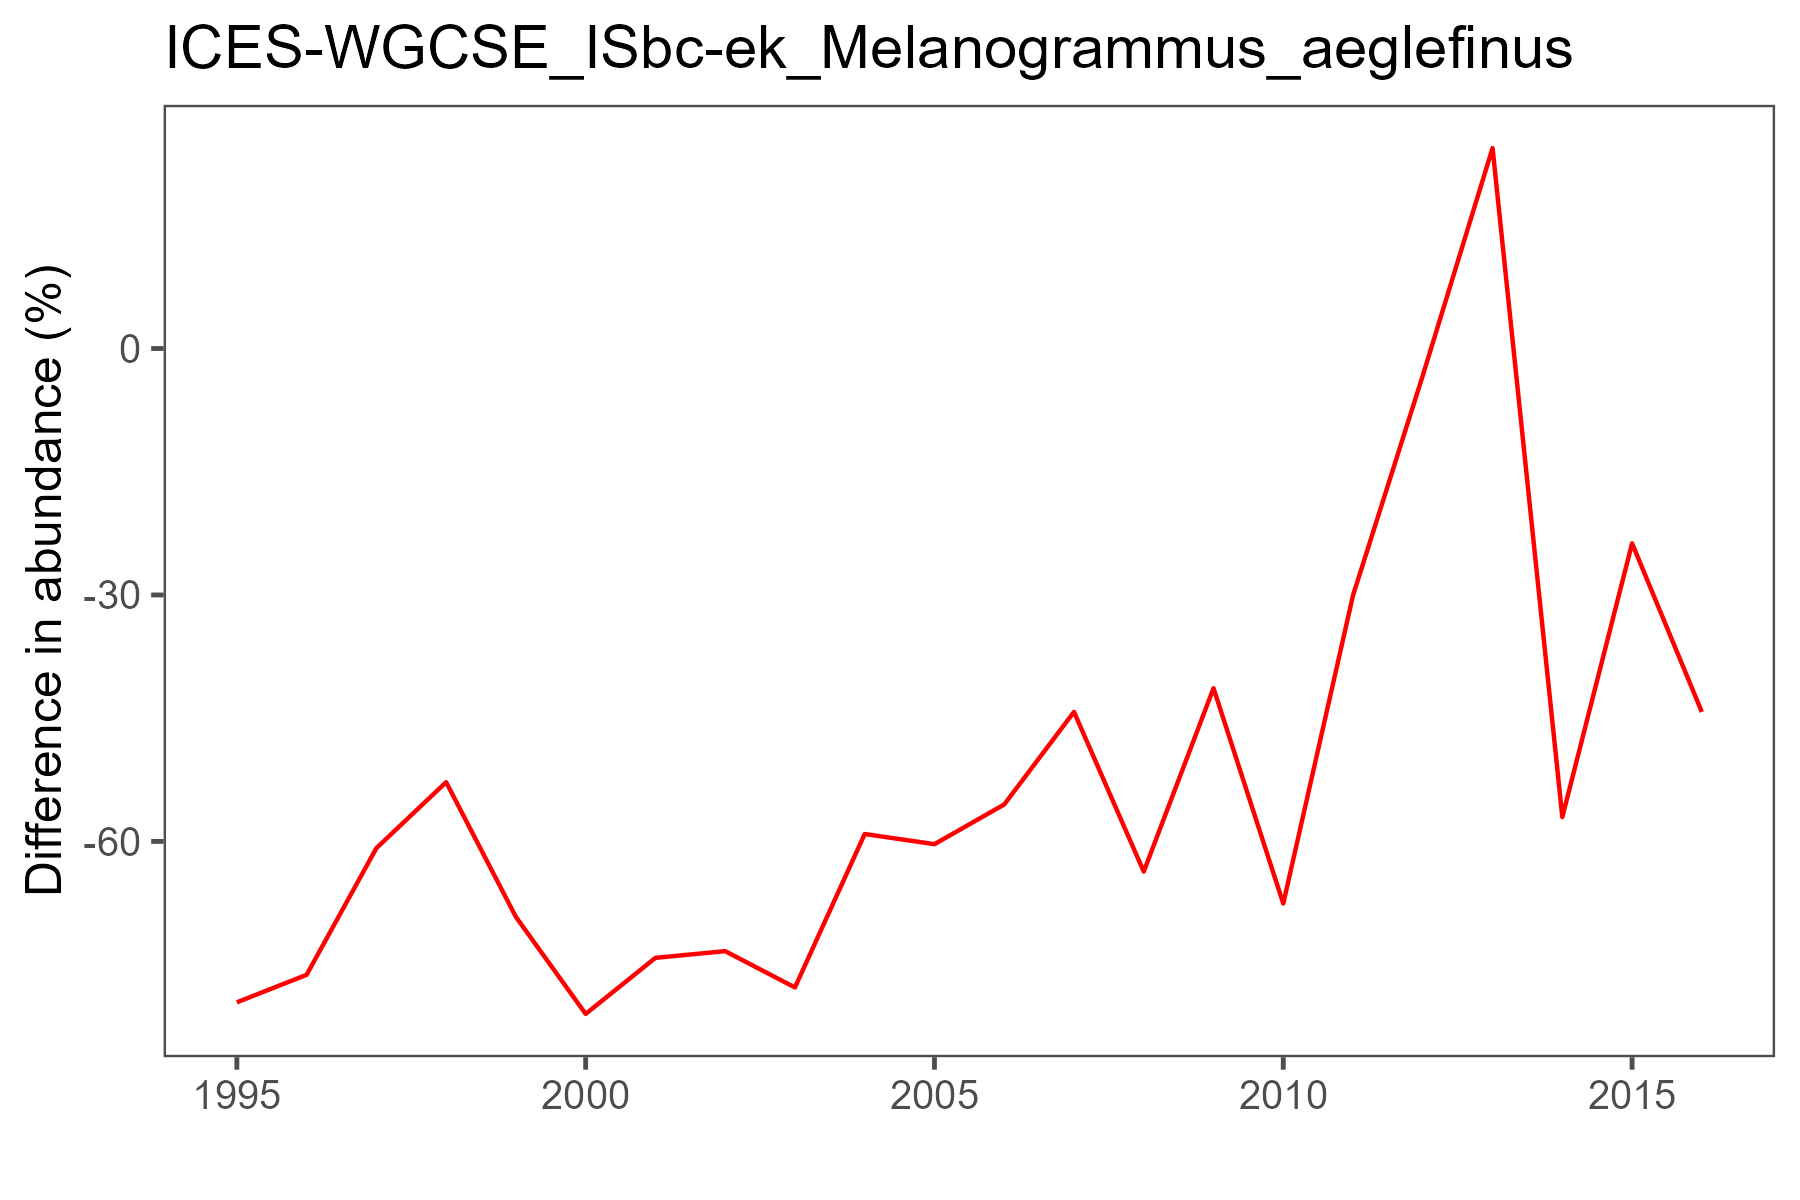 ICES-WGCSE_ISbc-ek_Melanogrammus_aeglefinus
Difference in abundance (%)
0
-30
-60
1995 2000 2005 2010 2015